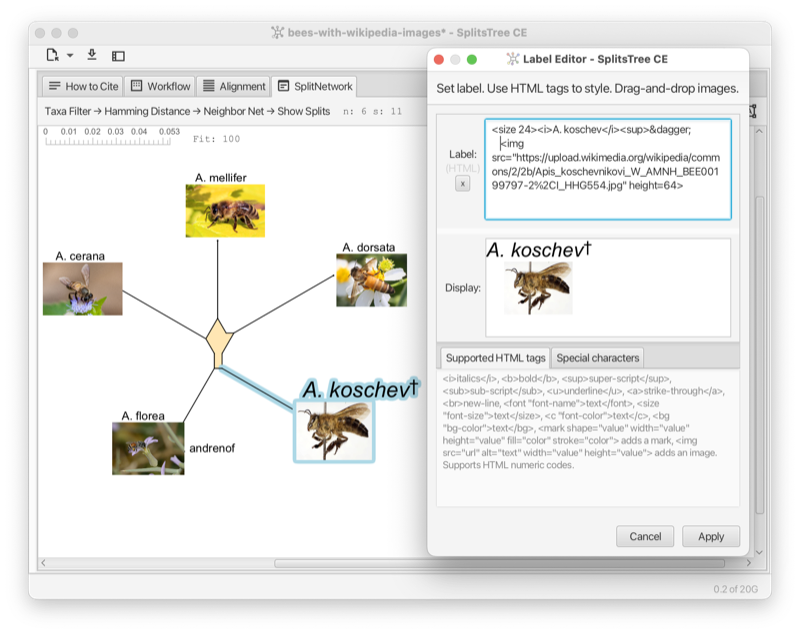 bees-with-wikipedia-images* - SplitsTree CE
How to Cite
Workflow
Alignment
SplitNetwork
Taxa Filter → Hamming Distance → Neighbor Net → Show Splits n: 6 s: 11
0 0.01 0.02 0.03 0.04 0.053
Fit: 100
A. mellifer
A. cerana
A. dorsata
A. koschev†
A. florea
andrenof
0.2 of 20G
Label Editor - SplitsTree CE
Set label. Use HTML tags to style. Drag-and-drop images.
Label:
(HTML)
x
<size 24><i>A. koschev</i><sup>&dagger;
<img
src="https://upload.wikimedia.org/wikipedia/comm
ons/2/2b/Apis_koschevnikovi_W_AMNH_BEE001
99797-2%2CI_HHG554.jpg" height=64>
Display:
A. koschev†
Supported HTML tags
Special characters
<i>italics</i>, <b>bold</b>, <sup>super-script</sup>,
<sub>sub-script</sub>, <u>underline</u>, <a>strike-through</a>,
<br>new-line, <font "font-name">text</font>, <size
"font-size">text</size>, <c "font-color">text</c>, <bg
"bg-color">text</bg>, <mark shape="value" width="value"
height="value" fill="color" stroke="color"> adds a mark, <img
src="url" alt="text" width="value" height="value"> adds an image.
Supports HTML numeric codes.
Cancel
Apply